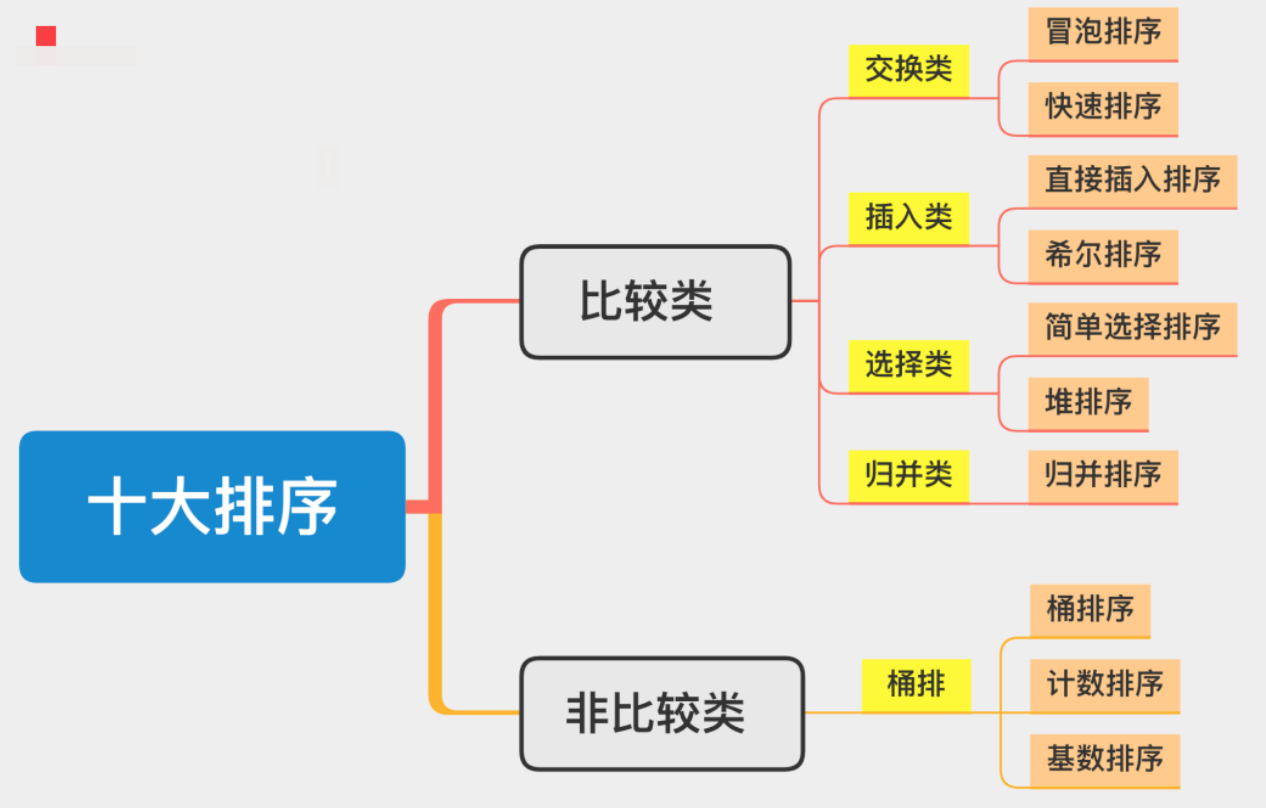 十大排序
比较类
交换类
冒泡排序
快速排序
插入类
直接插入排序
希尔排序
选择类
简单选择排序
堆排序
归并类
归并排序
非比较类
桶排
桶排序
计数排序
基数排序